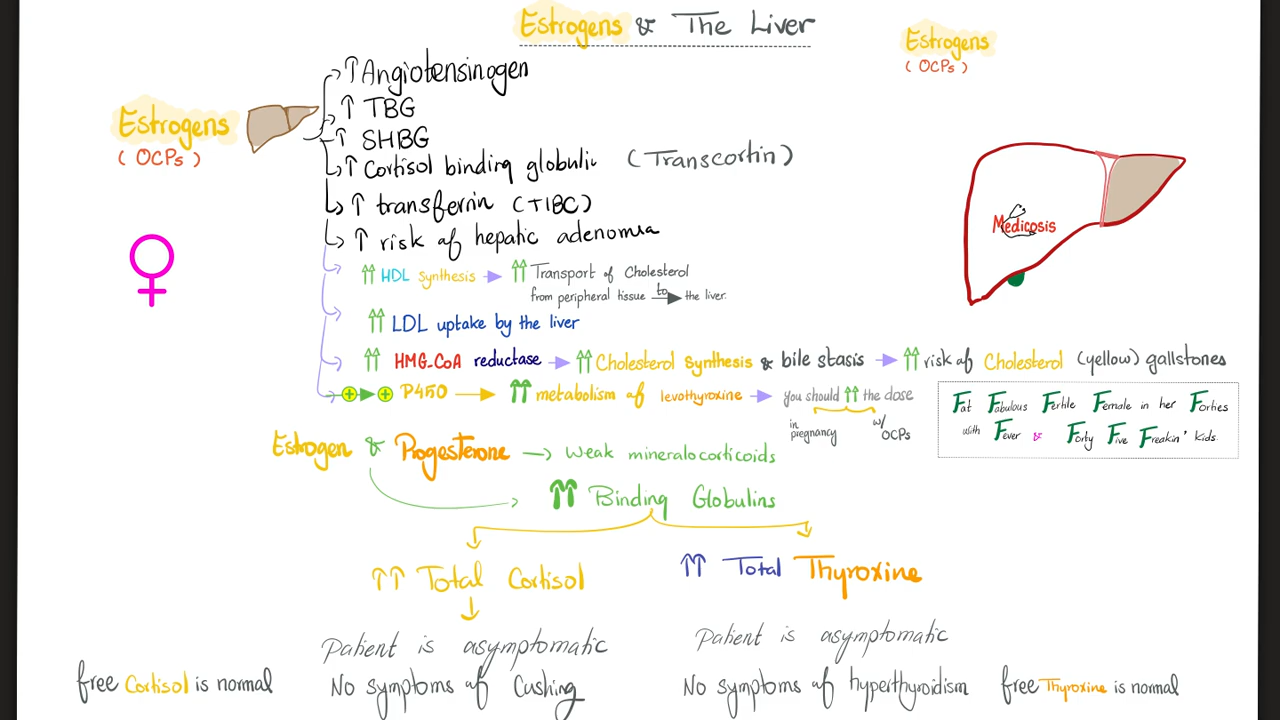 Estrogens & The Liver
Estrogens
(OCPs)
Estrogens
(OCPs)
↑ Angiotensinogen
↑ TBG
↑ SHBG
↑ Cortisol binding globulin (Transcortin)
↑ transferrin (TIBC)
↑ risk of hepatic adenomia
↑↑ HDL synthesis → ↑↑ Transport of Cholesterol
from peripheral tissue to → the liver.
↑↑ LDL uptake by the liver
↑↑ HMG.CoA reductase → ↑↑ Cholesterol synthesis & bile stasis → ↑↑ risk of Cholesterol (yellow) gallstones
⊕ → ⊕ P450 → ↑↑ metabolism of levothyroxine → you should ↑↑ the dose
in pregnancy
w/ OCPs
Medicosis
Fat Fabulous Fertile Female in her Forties
with Fever & Forty Five Freakin' kids.
Estrogen & Progesterone → Weak mineralocorticoids
↑↑ Binding Globulins
↑↑ Total Cortisol
↑↑ Total Thyroxine
Patient is asymptomatic
Patient is asymptomatic
free Cortisol is normal
No symptoms of Cushing
No symptoms of hyperthyroidism
free Thyroxine is normal